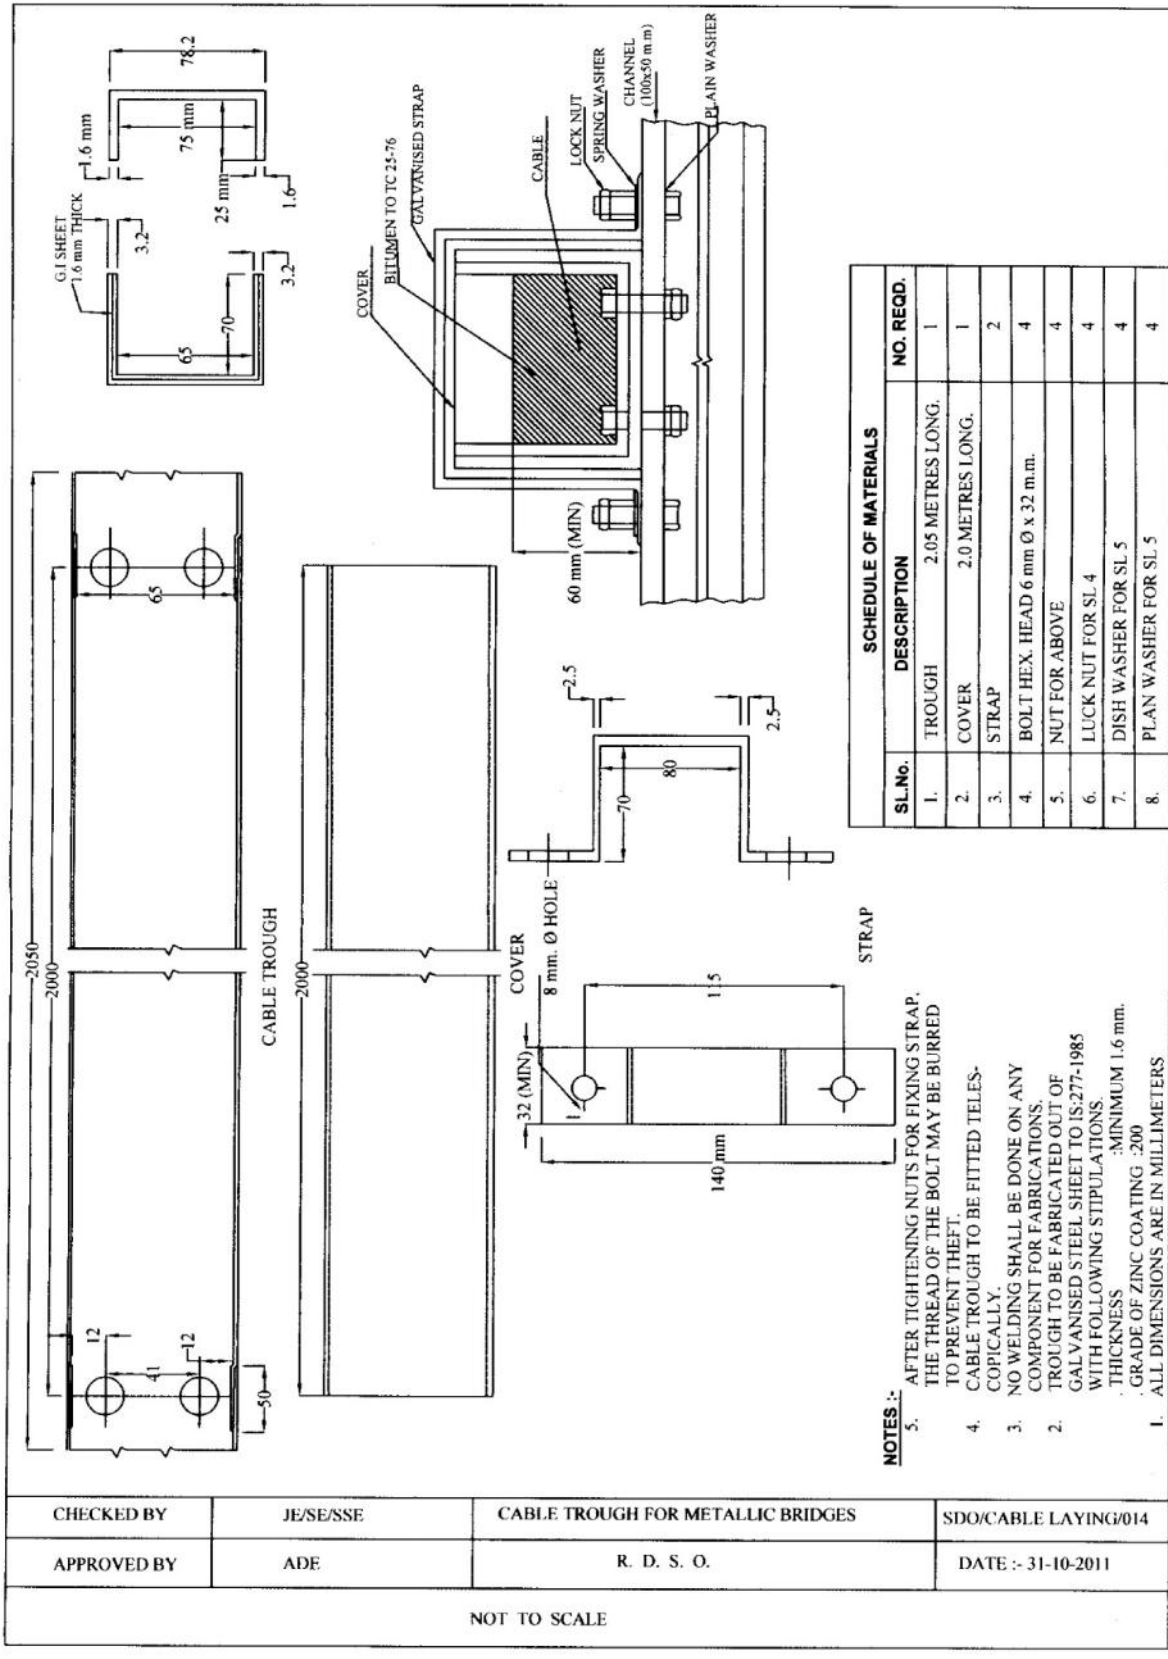 2050
2000
65
12
41
12
50
CABLE TROUGH
G.I SHEET
1.6 mm THICK
3.2
65
70
3.2
1.6 mm
78.2
75 mm
25 mm
1.6
2000
COVER
COVER
BITUMEN TO TC 25-76
GALVANISED STRAP
CABLE
LOCK NUT
SPRING WASHER
CHANNEL
(100x50 m.m)
PLAIN WASHER
60 mm (MIN)
32 (MIN)
8 mm. Ø HOLE
115
140 mm
STRAP
2.5
80
70
2.5
SCHEDULE OF MATERIALS
SL.No. DESCRIPTION NO. REQD.
1. TROUGH 2.05 METRES LONG. 1
2. COVER 2.0 METRES LONG. 1
3. STRAP 2
4. BOLT HEX. HEAD 6 mm Ø x 32 m.m. 4
5. NUT FOR ABOVE 4
6. LUCK NUT FOR SL 4 4
7. DISH WASHER FOR SL 5 4
8. PLAN WASHER FOR SL 5 4
NOTES :-
5. AFTER TIGHTENING NUTS FOR FIXING STRAP,
THE THREAD OF THE BOLT MAY BE BURRED
TO PREVENT THEFT.
4. CABLE TROUGH TO BE FITTED TELES-
COPICALLY.
3. NO WELDING SHALL BE DONE ON ANY
COMPONENT FOR FABRICATIONS.
2. TROUGH TO BE FABRICATED OUT OF
GALVANISED STEEL SHEET TO IS:277-1985
WITH FOLLOWING STIPULATIONS.
. THICKNESS :MINIMUM 1.6 mm.
. GRADE OF ZINC COATING :200
1. ALL DIMENSIONS ARE IN MILLIMETERS
CHECKED BY JE/SE/SSE CABLE TROUGH FOR METALLIC BRIDGES SDO/CABLE LAYING/014
APPROVED BY ADE R. D. S. O. DATE :- 31-10-2011
NOT TO SCALE